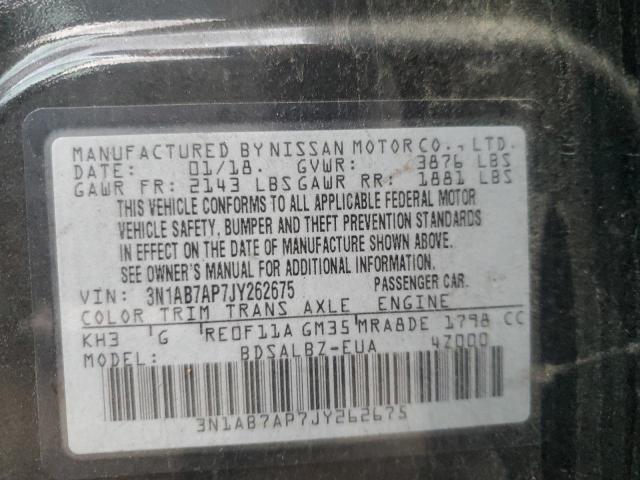 MANUFACTURED BY NISSAN MOTOR CO., LTD.
DATE: 01/18. GVWR: 3876 LBS
GAWR FR: 2143 LBS GAWR RR: 1881 LBS
THIS VEHICLE CONFORMS TO ALL APPLICABLE FEDERAL MOTOR
VEHICLE SAFETY, BUMPER AND THEFT PREVENTION STANDARDS
IN EFFECT ON THE DATE OF MANUFACTURE SHOWN ABOVE.
SEE OWNER'S MANUAL FOR ADDITIONAL INFORMATION.
VIN: 3N1AB7AP7JY262675 PASSENGER CAR.
COLOR TRIM TRANS AXLE ENGINE
KH3 G RE0F11A GM35 MRA8DE 1798 CC
MODEL: BDSALBZ-EUA 4Z000
3N1AB7AP7JY262675